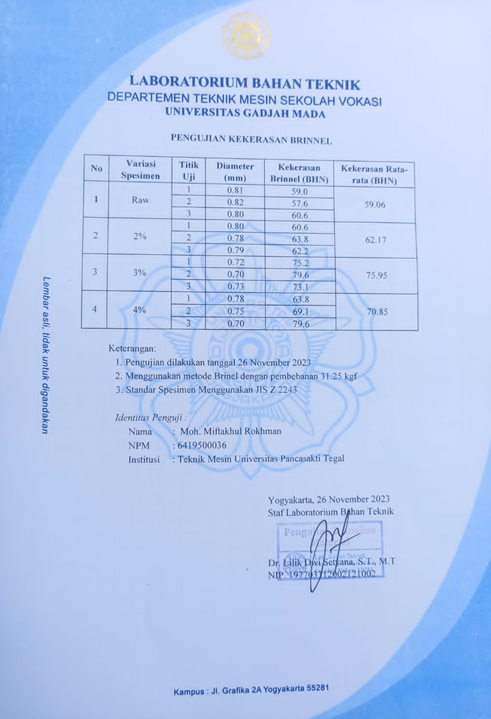 LABORATORIUM BAHAN TEKNIK
DEPARTEMEN TEKNIK MESIN SEKOLAH VOKASI
UNIVERSITAS GADJAH MADA
PENGUJIAN KEKERASAN BRINNEL
No Variasi Spesimen Titik Uji Diameter (mm) Kekerasan Brinnel (BHN) Kekerasan Rata-rata (BHN)
1 Raw 1 0.81 59.0 59.06
2 0.82 57.6
3 0.80 60.6
2 2% 1 0.80 60.6 62.17
2 0.78 63.8
3 0.79 62.2
3 3% 1 0.72 75.2 75.95
2 0.70 79.6
3 0.73 73.1
4 4% 1 0.78 63.8 70.85
2 0.75 69.1
3 0.70 79.6
Keterangan:
1. Pengujian dilakukan tanggal 26 November 2023
2. Menggunakan metode Brinel dengan pembebanan 31.25 kgf
3. Standar Spesimen Menggunakan JIS Z 2243
Identitas Penguji :
Nama : Moh. Miftakhul Rokhman
NPM : 6419500036
Institusi : Teknik Mesin Universitas Pancasakti Tegal
Yogyakarta, 26 November 2023
Staf Laboratorium Bahan Teknik
Dr. Lilik Dwi Setyana, S.T., M.T
NIP. 197703312002121002
Lembar asli, tidak untuk digandakan
Kampus : Jl. Grafika 2A Yogyakarta 55281